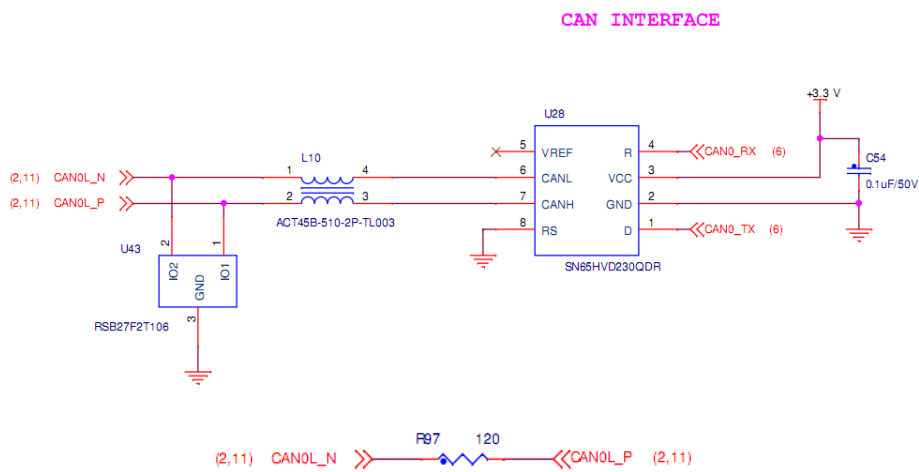 CAN INTERFACE
+3.3 V
U28
L10
1 4
5 VREF R 4 CAN0_RX (6)
C54
0.1uF/50V
(2,11) CAN0L_N 6 CANL VCC 3
(2,11) CAN0L_P 2 3 7 CANH GND 2
ACT45B-510-2P-TL003
8 RS D 1 CAN0_TX (6)
SN65HVD230QDR
U43
2 1
IO2 GND IO1
3
RSB27F2T106
R97 120
(2,11) CAN0L_N CAN0L_P (2,11)